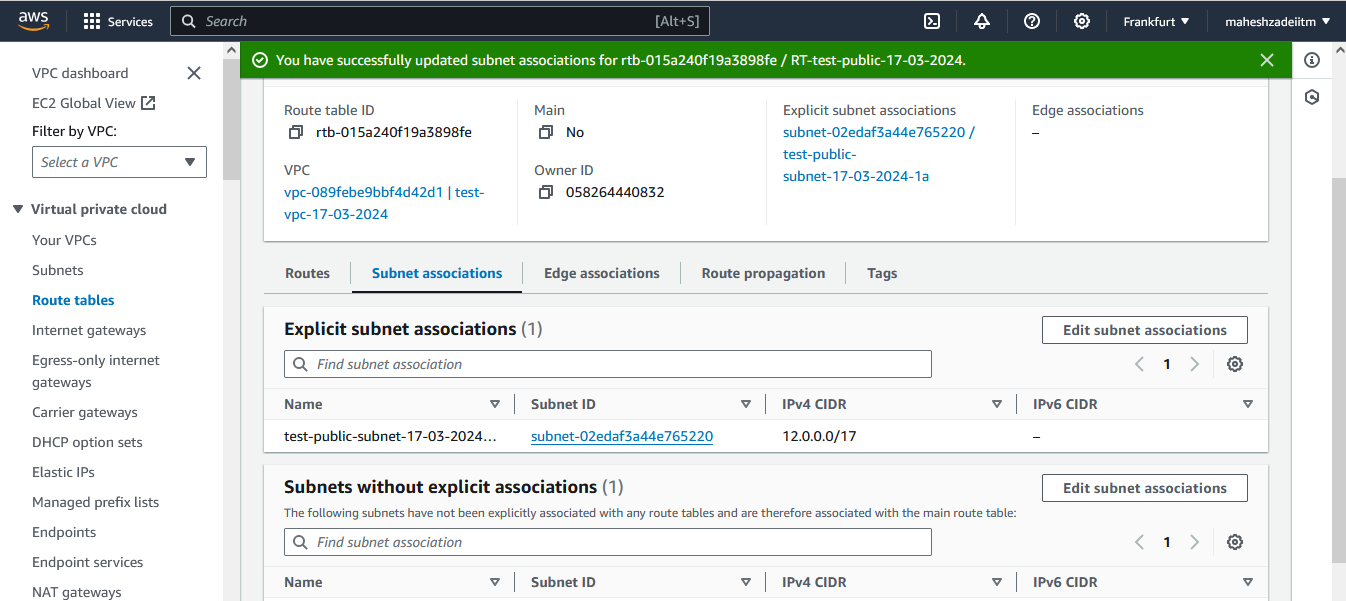 aws
Services
Search
[Alt+S]
Frankfurt
maheshzadeiitm
VPC dashboard
EC2 Global View
Filter by VPC:
Select a VPC
Virtual private cloud
Your VPCs
Subnets
Route tables
Internet gateways
Egress-only internet
gateways
Carrier gateways
DHCP option sets
Elastic IPs
Managed prefix lists
Endpoints
Endpoint services
NAT gateways
You have successfully updated subnet associations for rtb-015a240f19a3898fe / RT-test-public-17-03-2024.
Route table ID
rtb-015a240f19a3898fe
VPC
vpc-089febe9bbf4d42d1 | test-
vpc-17-03-2024
Main
No
Owner ID
058264440832
Explicit subnet associations
subnet-02edaf3a44e765220 /
test-public-
subnet-17-03-2024-1a
Edge associations
–
Routes
Subnet associations
Edge associations
Route propagation
Tags
Explicit subnet associations (1)
Edit subnet associations
Find subnet association
1
Name Subnet ID IPv4 CIDR IPv6 CIDR
test-public-subnet-17-03-2024... subnet-02edaf3a44e765220 12.0.0.0/17 –
Subnets without explicit associations (1)
Edit subnet associations
The following subnets have not been explicitly associated with any route tables and are therefore associated with the main route table:
Find subnet association
1
Name Subnet ID IPv4 CIDR IPv6 CIDR